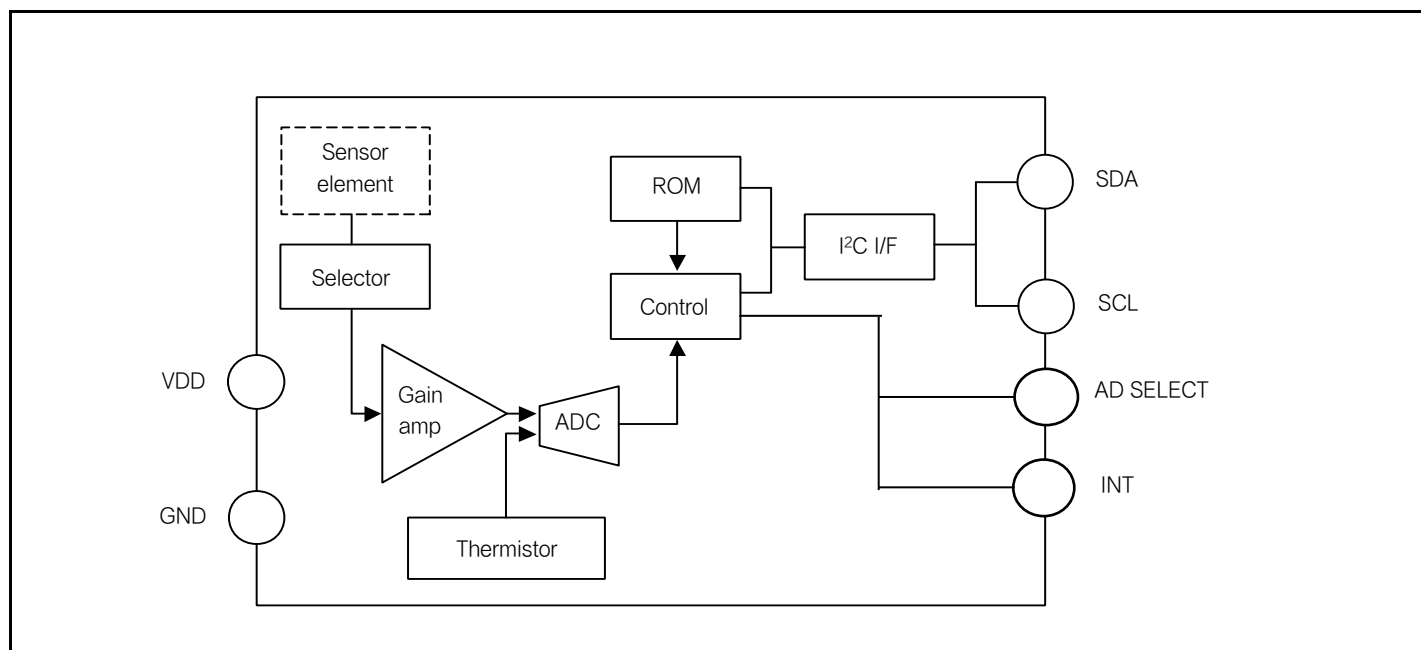 Sensor
element
ROM
SDA
I²C I/F
Selector
Control
SCL
VDD
Gain
amp
ADC
AD SELECT
INT
GND
Thermistor